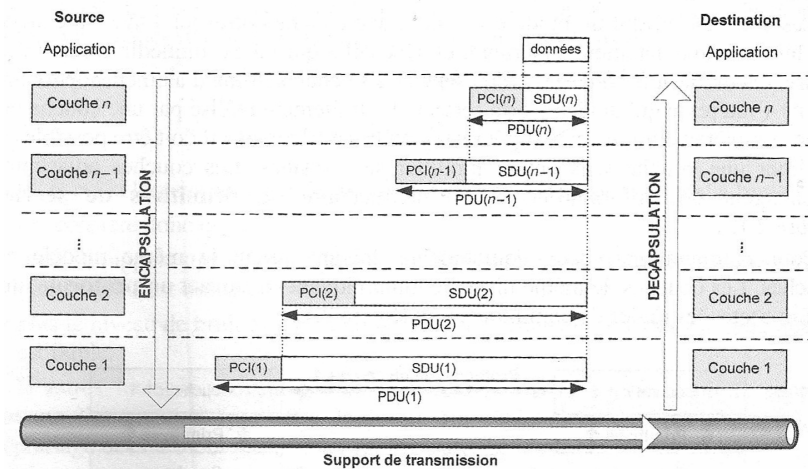 Source
Destination
Application
données
Application
Couche n
PCI(n)
SDU(n)
Couche n
PDU(n)
Couche n–1
PCI(n-1)
SDU(n–1)
Couche n–1
PDU(n–1)
ENCAPSULATION
DECAPSULATION
...
...
Couche 2
PCI(2)
SDU(2)
Couche 2
PDU(2)
Couche 1
PCI(1)
SDU(1)
Couche 1
PDU(1)
Support de transmission